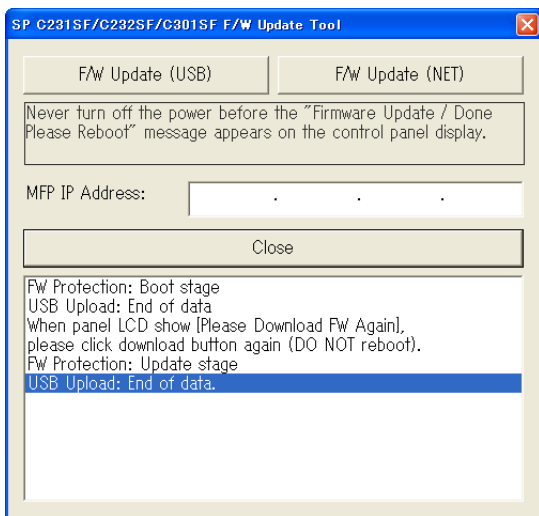 SP C231SF/C232SF/C301SF F/W Update Tool
F/W Update (USB)
F/W Update (NET)
Never turn off the power before the "Firmware Update / Done
Please Reboot" message appears on the control panel display.
MFP IP Address:
. . .
Close
FW Protection: Boot stage
USB Upload: End of data
When panel LCD show [Please Download FW Again],
please click download button again (DO NOT reboot).
FW Protection: Update stage
USB Upload: End of data.